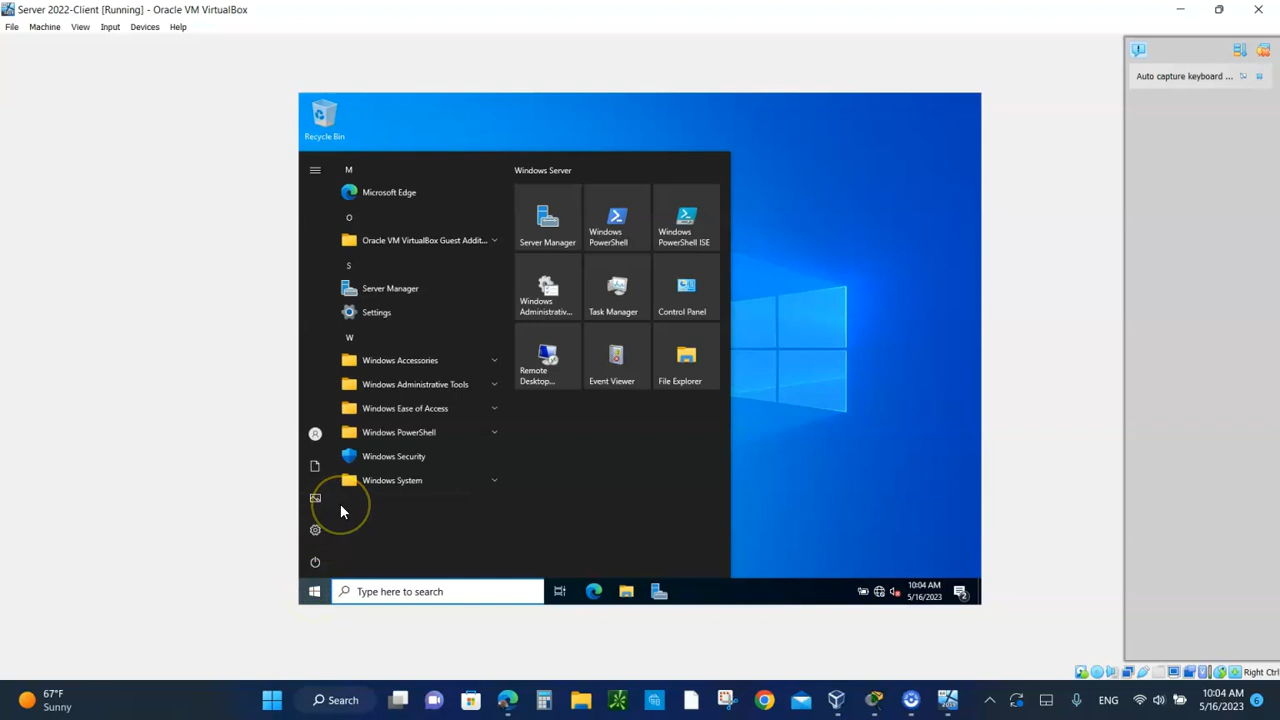 Server 2022-Client [Running] - Oracle VM VirtualBox
File Machine View Input Devices Help
Auto capture keyboard ...
Recycle Bin
M
Microsoft Edge
O
Oracle VM VirtualBox Guest Addit...
S
Server Manager
Settings
W
Windows Accessories
Windows Administrative Tools
Windows Ease of Access
Windows PowerShell
Windows Security
Windows System
Windows Server
Server Manager
Windows
PowerShell
Windows
PowerShell ISE
Windows
Administrativ...
Task Manager
Control Panel
Remote
Desktop...
Event Viewer
File Explorer
Type here to search
10:04 AM
5/16/2023
2
Right Ctrl
67°F
Sunny
Search
ENG
10:04 AM
5/16/2023